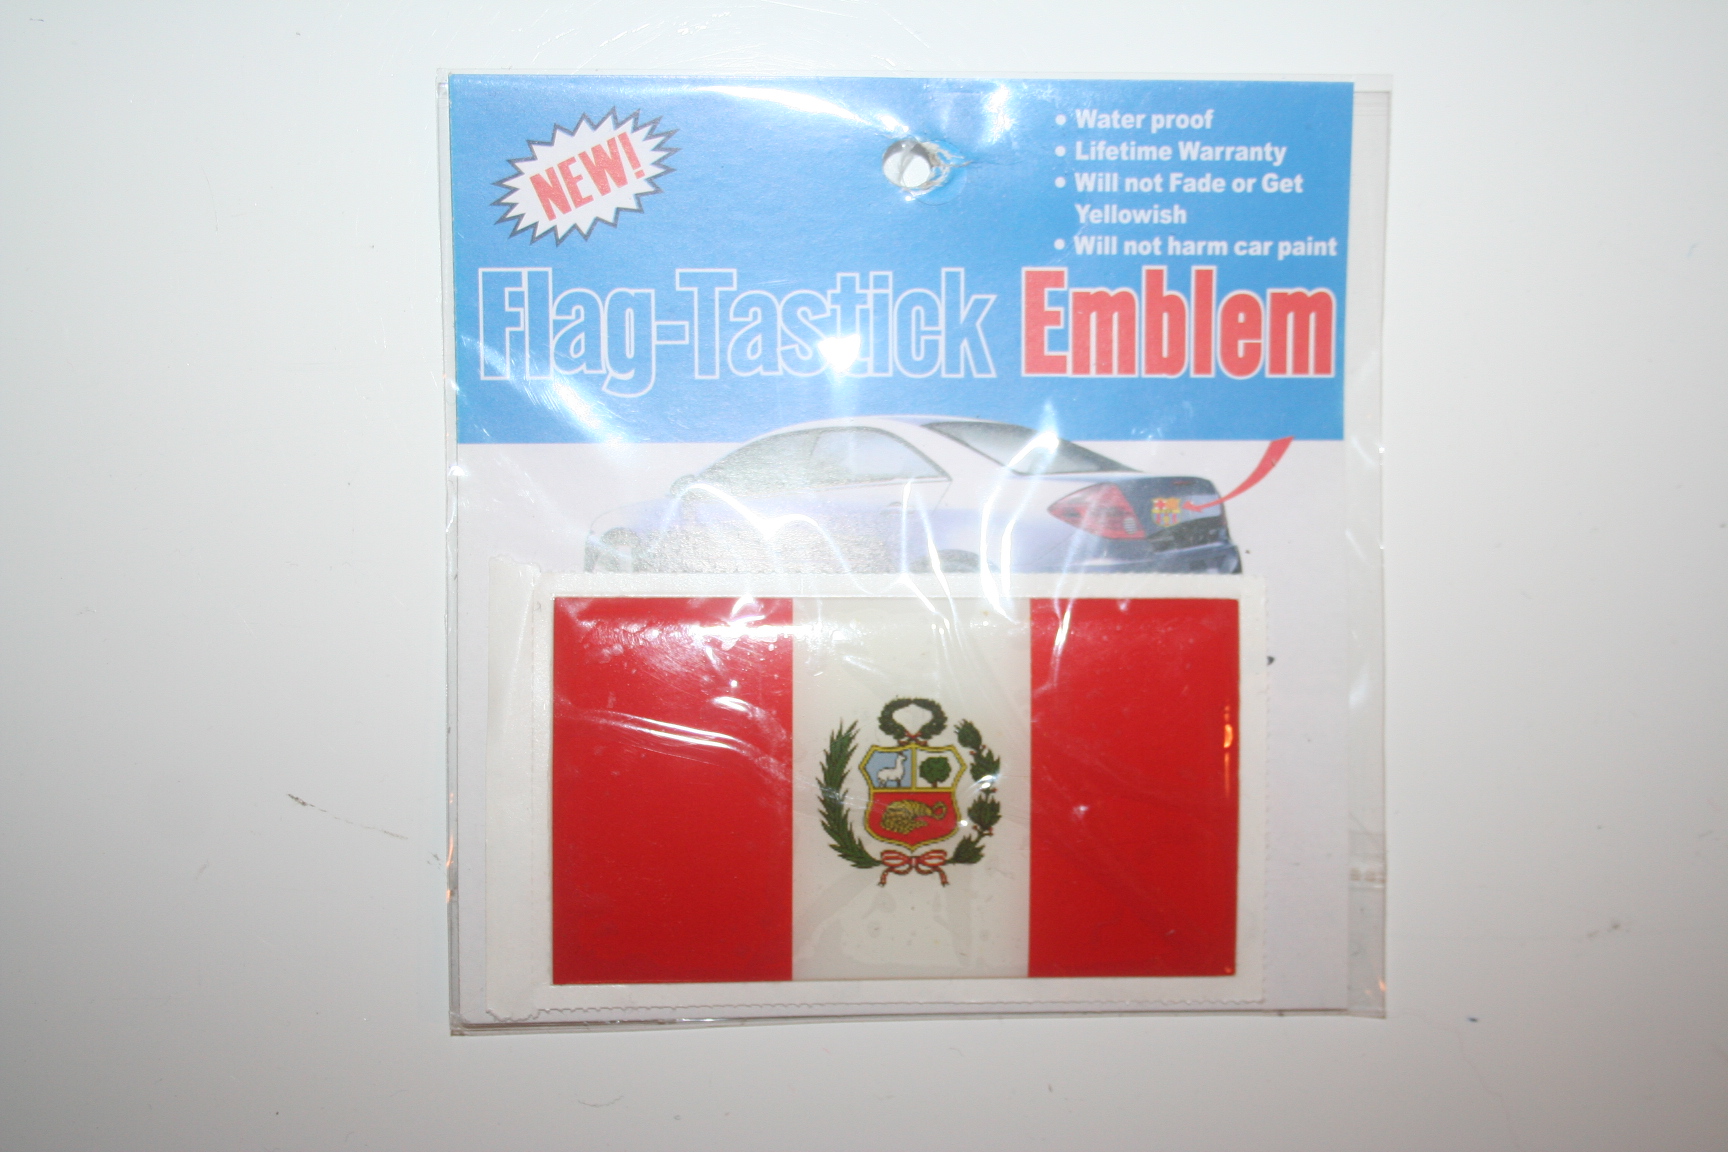 NEW!
• Water proof
• Lifetime Warranty
• Will not Fade or Get
Yellowish
• Will not harm car paint
Flag-Tastick Emblem